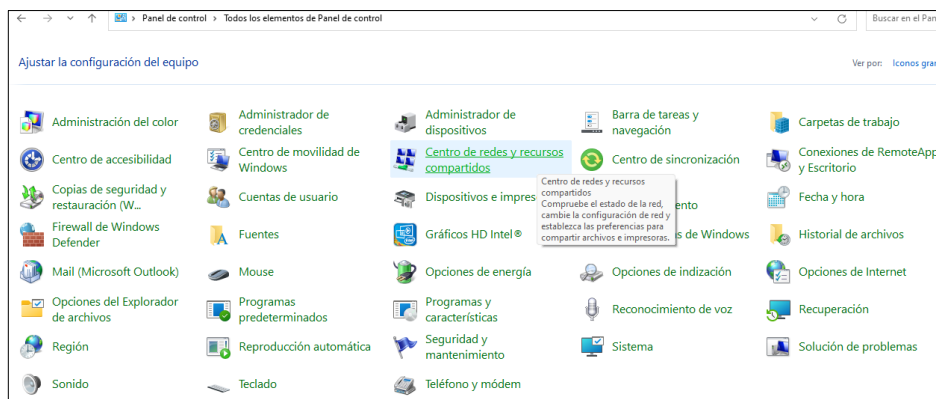 Panel de control > Todos los elementos de Panel de control
Buscar en el Pan
Ajustar la configuración del equipo
Ver por: Iconos gran
Administración del color
Administrador de
credenciales
Administrador de
dispositivos
Barra de tareas y
navegación
Carpetas de trabajo
Centro de accesibilidad
Centro de movilidad de
Windows
Centro de redes y recursos
compartidos
Centro de sincronización
Conexiones de RemoteApp
y Escritorio
Copias de seguridad y
restauración (W...
Cuentas de usuario
Dispositivos e impres
Centro de redes y recursos
compartidos
Compruebe el estado de la red,
cambie la configuración de red y
establezca las preferencias para
compartir archivos e impresoras.
ento
Fecha y hora
Firewall de Windows
Defender
Fuentes
Gráficos HD Intel®
as de Windows
Historial de archivos
Mail (Microsoft Outlook)
Mouse
Opciones de energía
Opciones de indización
Opciones de Internet
Opciones del Explorador
de archivos
Programas
predeterminados
Programas y
características
Reconocimiento de voz
Recuperación
Región
Reproducción automática
Seguridad y
mantenimiento
Sistema
Solución de problemas
Sonido
Teclado
Teléfono y módem